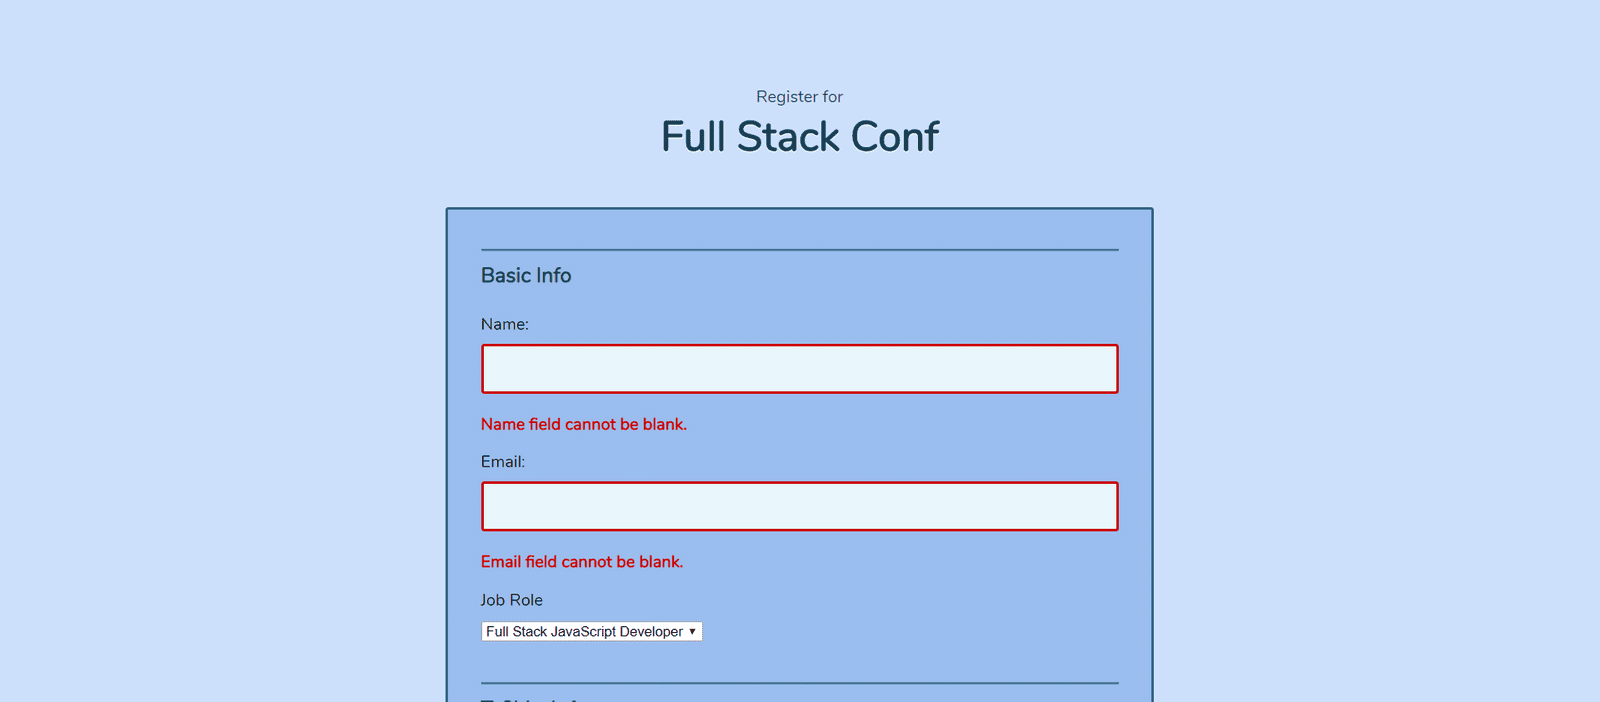 Register for
Full Stack Conf
Basic Info
Name:
Name field cannot be blank.
Email:
Email field cannot be blank.
Job Role
Full Stack JavaScript Developer